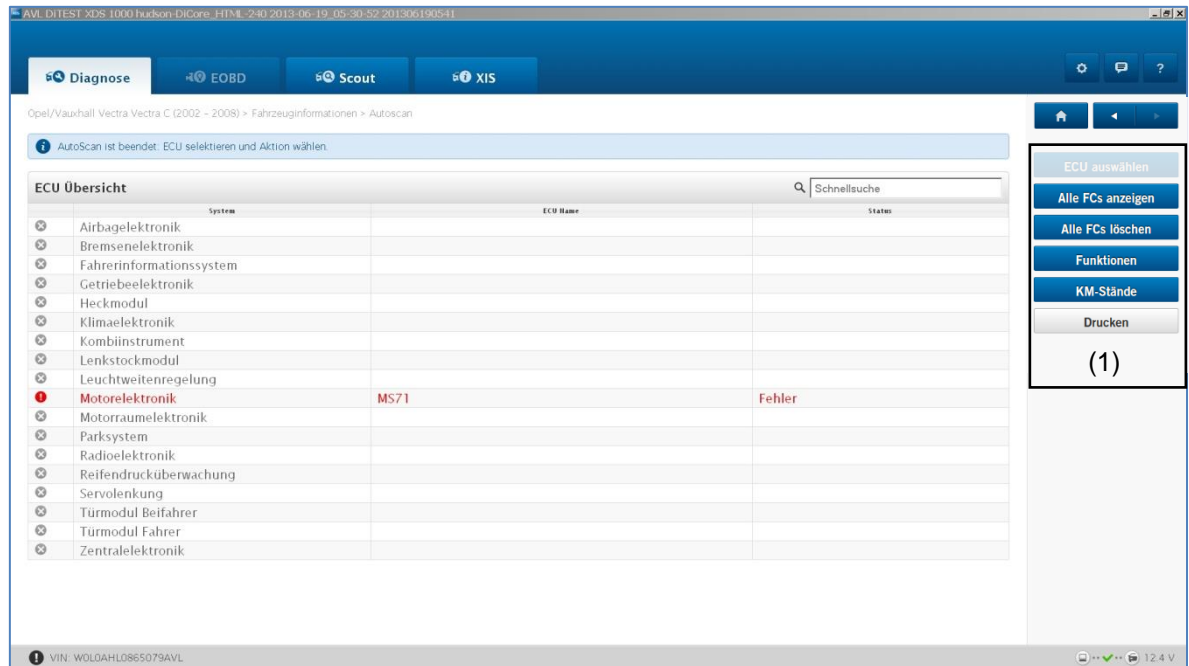 AVL DiTEST XDS 1000 hudson-DiCore_HTML-240 2013-06-19_05-30-52 201306190541
Diagnose
EOBD
Scout
XIS
?
Opel/Vauxhall Vectra Vectra C (2002 - 2008) > Fahrzeuginformationen > Autoscan
AutoScan ist beendet. ECU selektieren und Aktion wählen.
ECU Übersicht
Schnellsuche
System ECU Name Status
Airbagelektronik
Bremsenelektronik
Fahrerinformationssystem
Getriebeelektronik
Heckmodul
Klimaelektronik
Kombiinstrument
Lenkstockmodul
Leuchtweitenregelung
Motorelektronik MS71 Fehler
Motorraumelektronik
Parksystem
Radioelektronik
Reifendrucküberwachung
Servolenkung
Türmodul Beifahrer
Türmodul Fahrer
Zentralelektronik
ECU auswählen
Alle FCs anzeigen
Alle FCs löschen
Funktionen
KM-Stände
Drucken
(1)
VIN: W0L0AHL0865079AVL
12.4 V